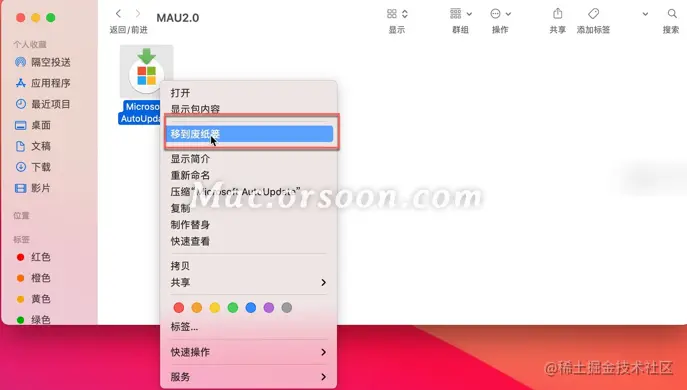 MAU2.0
返回/前进
显示
群组
操作
共享
添加标签
搜索
个人收藏
隔空投送
应用程序
最近项目
桌面
文稿
下载
影片
位置
标签
红色
橙色
黄色
绿色
Microsoft
AutoUpda
打开
显示包内容
移到废纸篓
显示简介
重新命名
压缩“Microsoft AutoUpdate”
复制
制作替身
快速查看
拷贝
共享
标签...
快速操作
服务
Mac.orsoon.com
@稀土掘金技术社区